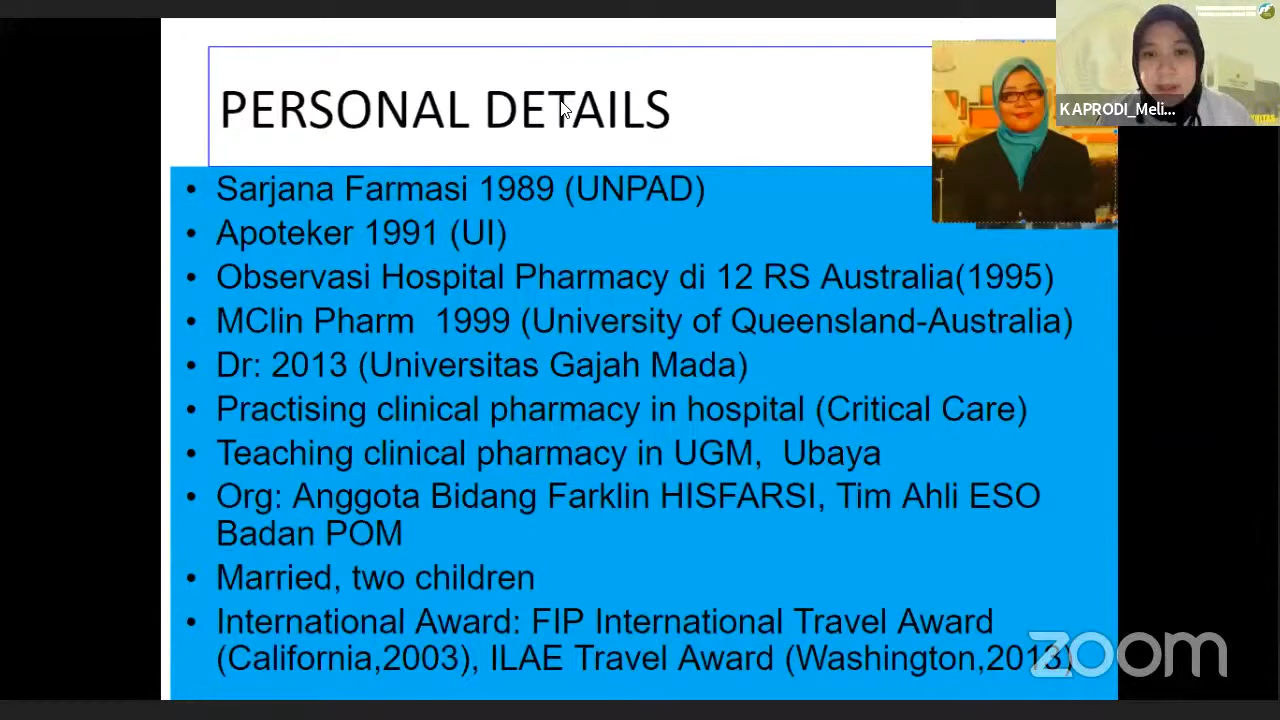 PERSONAL DETAILS
KAPRODI_Meli...
• Sarjana Farmasi 1989 (UNPAD)
• Apoteker 1991 (UI)
• Observasi Hospital Pharmacy di 12 RS Australia(1995)
• MClin Pharm 1999 (University of Queensland-Australia)
• Dr: 2013 (Universitas Gajah Mada)
• Practising clinical pharmacy in hospital (Critical Care)
• Teaching clinical pharmacy in UGM, Ubaya
• Org: Anggota Bidang Farklin HISFARSI, Tim Ahli ESO
Badan POM
• Married, two children
• International Award: FIP International Travel Award
(California,2003), ILAE Travel Award (Washington,2013)
zoom